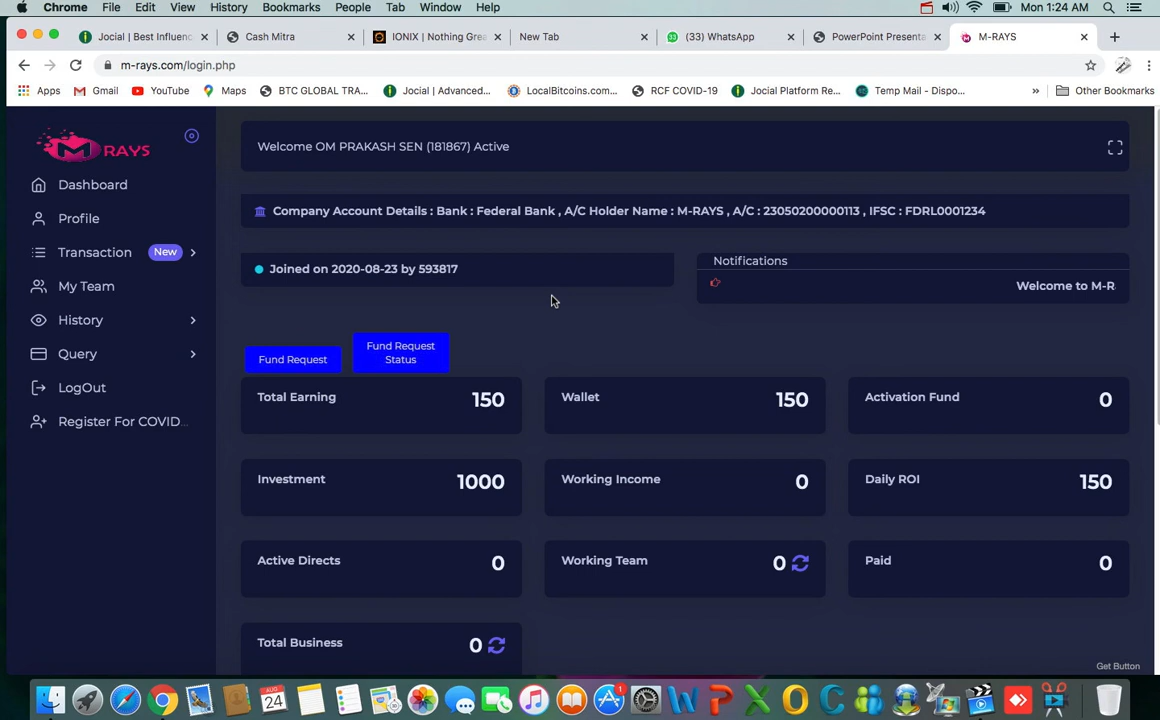 Chrome File Edit View History Bookmarks People Tab Window Help Mon 1:24 AM
Jocial | Best Influenc Cash Mitra IONIX | Nothing Grea New Tab (33) WhatsApp PowerPoint Presenta M-RAYS
m-rays.com/login.php
Apps Gmail YouTube Maps BTC GLOBAL TRA... Jocial | Advanced... LocalBitcoins.com... RCF COVID-19 Jocial Platform Re... Temp Mail - Dispo... » Other Bookmarks
M RAYS
Dashboard
Profile
Transaction New
My Team
History
Query
LogOut
Register For COVID...
Welcome OM PRAKASH SEN (181867) Active
Company Account Details : Bank : Federal Bank , A/C Holder Name : M-RAYS , A/C : 23050200000113 , IFSC : FDRL0001234
Joined on 2020-08-23 by 593817
Notifications
Welcome to M-R
Fund Request
Fund Request
Status
Total Earning 150
Wallet 150
Activation Fund 0
Investment 1000
Working Income 0
Daily ROI 150
Active Directs 0
Working Team 0
Paid 0
Total Business 0
Get Button
AUG
24
1